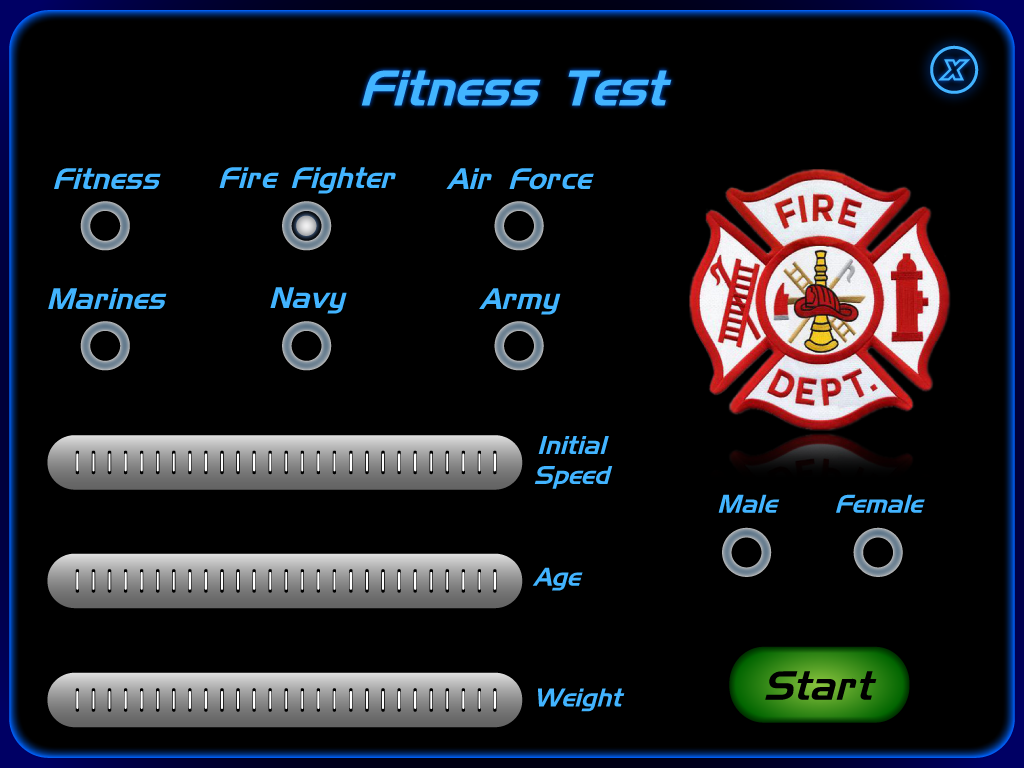 Fitness Test
X
Fitness
Fire Fighter
Air Force
Marines
Navy
Army
FIRE
DEPT.
Initial
Speed
Age
Weight
Male
Female
Start